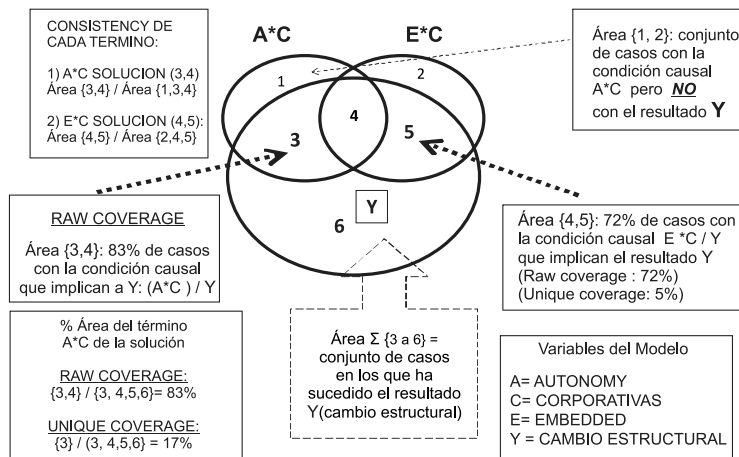 CONSISTENCY DE
CADA TERMINO:
1) A*C SOLUCION (3,4)
Área {3,4} / Área {1,3,4}
2) E*C SOLUCION (4,5):
Área {4,5} / Área {2,4,5}
A*C
E*C
1
2
3
4
5
6
Y
Área {1, 2}: conjunto
de casos con la
condición causal
A*C pero NO
con el resultado Y
RAW COVERAGE
Área {3,4}: 83% de casos
con la condición causal
que implican a Y: (A*C ) / Y
Área {4,5}: 72% de casos con
la condición causal E *C / Y
que implican el resultado Y
(Raw coverage : 72%)
(Unique coverage: 5%)
% Área del término
A*C de la solución
RAW COVERAGE:
{3,4} / {3, 4,5,6}= 83%
UNIQUE COVERAGE:
{3} / (3, 4,5,6} = 17%
Área Σ {3 a 6} =
conjunto de casos
en los que ha
sucedido el resultado
Y(cambio estructural)
Variables del Modelo
A= AUTONOMY
C= CORPORATIVAS
E= EMBEDDED
Y = CAMBIO ESTRUCTURAL